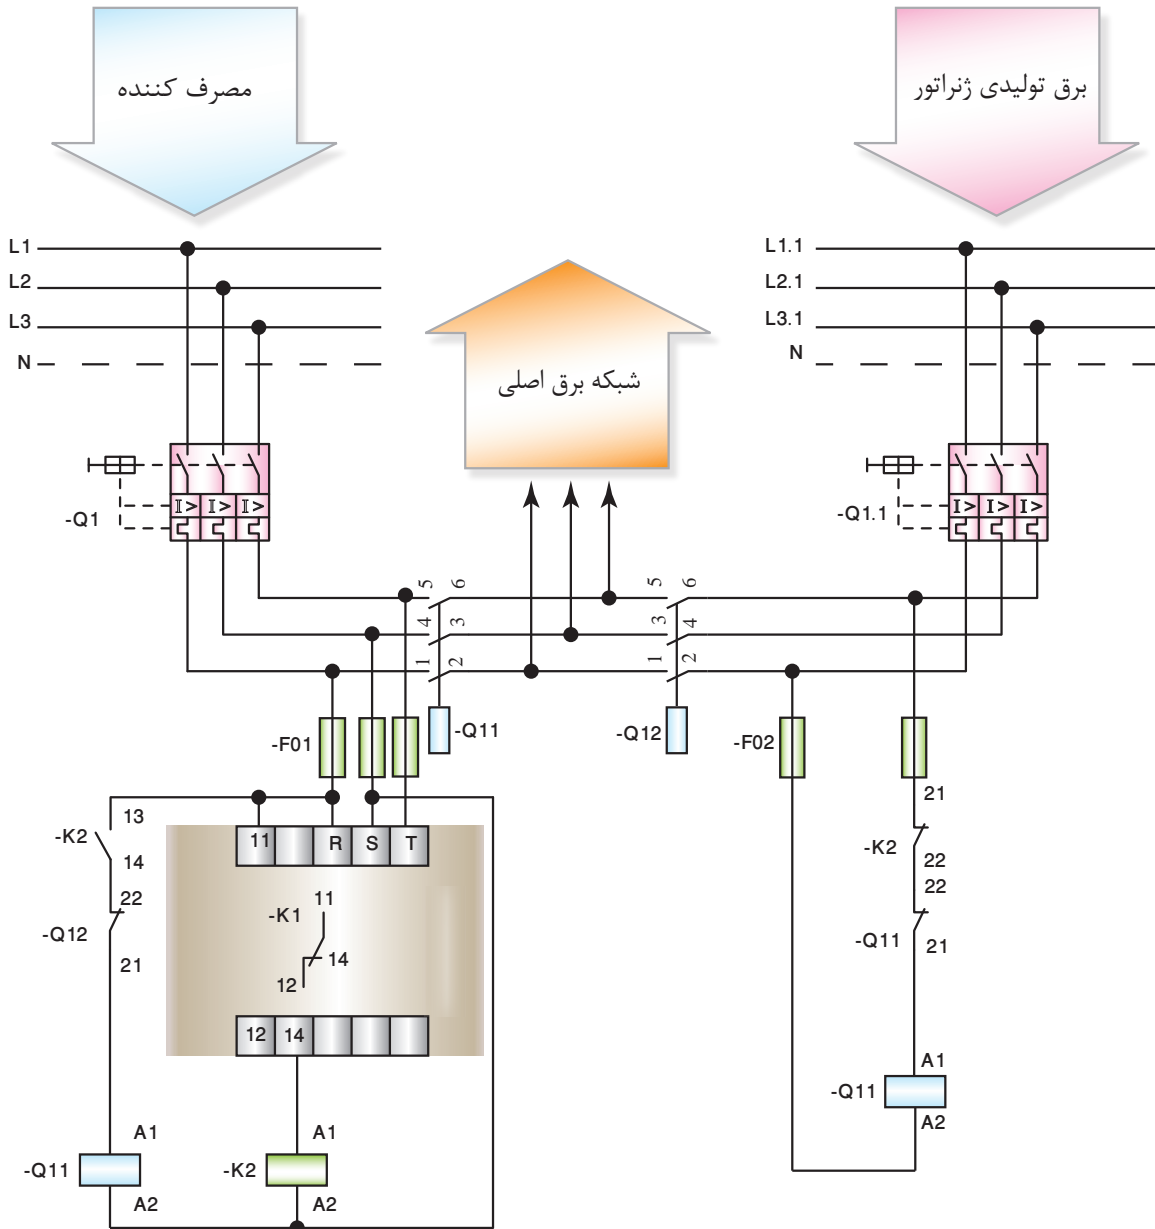 مصرف کننده
برق تولیدی ژنراتور
شبکه برق اصلی
L1
L2
L3
N
L1.1
L2.1
L3.1
N
-Q1
I> I> I>
-Q1.1
I> I> I>
5 6
4 3
1 2
5 6
3 4
1 2
-F01
-Q11
-Q12
-F02
13
-K2
14
22
-Q12
21
11 R S T
11
-K1
14
12
12 14
21
-K2
22
22
-Q11
21
A1
-Q11
A2
A1
-Q11
A2
A1
-K2
A2